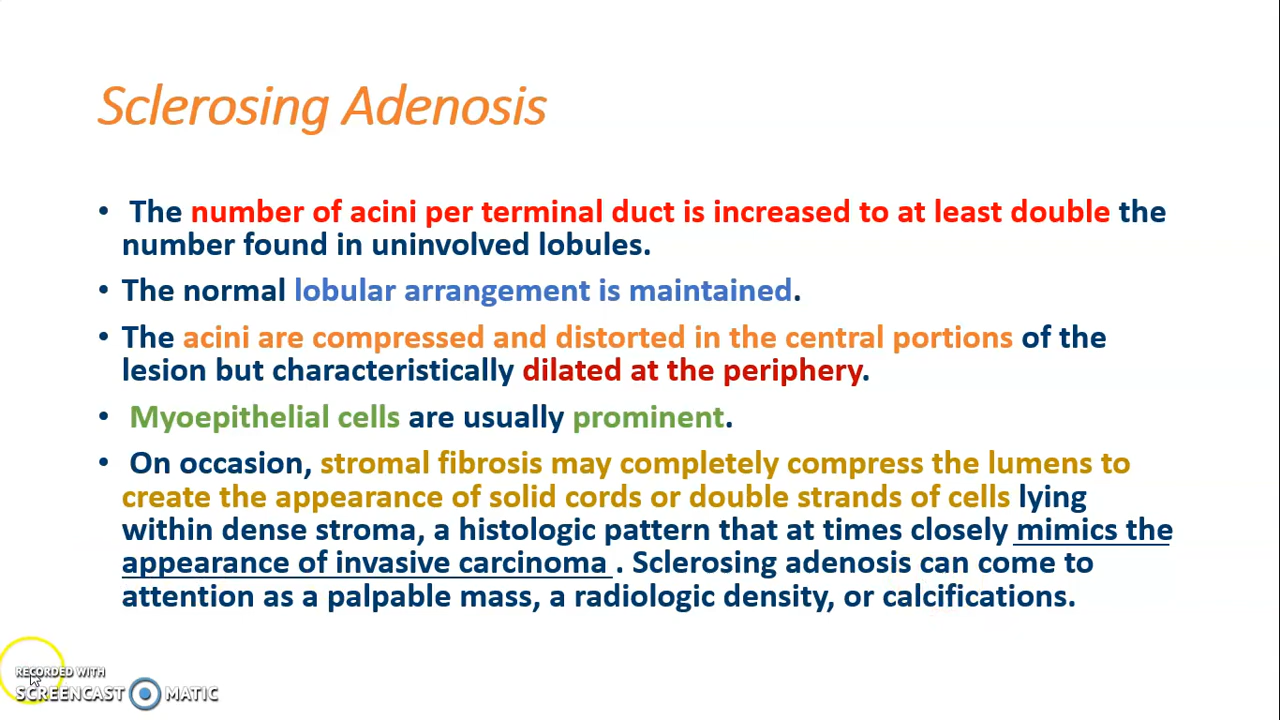 Sclerosing Adenosis
• The number of acini per terminal duct is increased to at least double the
number found in uninvolved lobules.
• The normal lobular arrangement is maintained.
• The acini are compressed and distorted in the central portions of the
lesion but characteristically dilated at the periphery.
• Myoepithelial cells are usually prominent.
• On occasion, stromal fibrosis may completely compress the lumens to
create the appearance of solid cords or double strands of cells lying
within dense stroma, a histologic pattern that at times closely mimics the
appearance of invasive carcinoma . Sclerosing adenosis can come to
attention as a palpable mass, a radiologic density, or calcifications.
RECORDED WITH
SCREENCAST MATIC